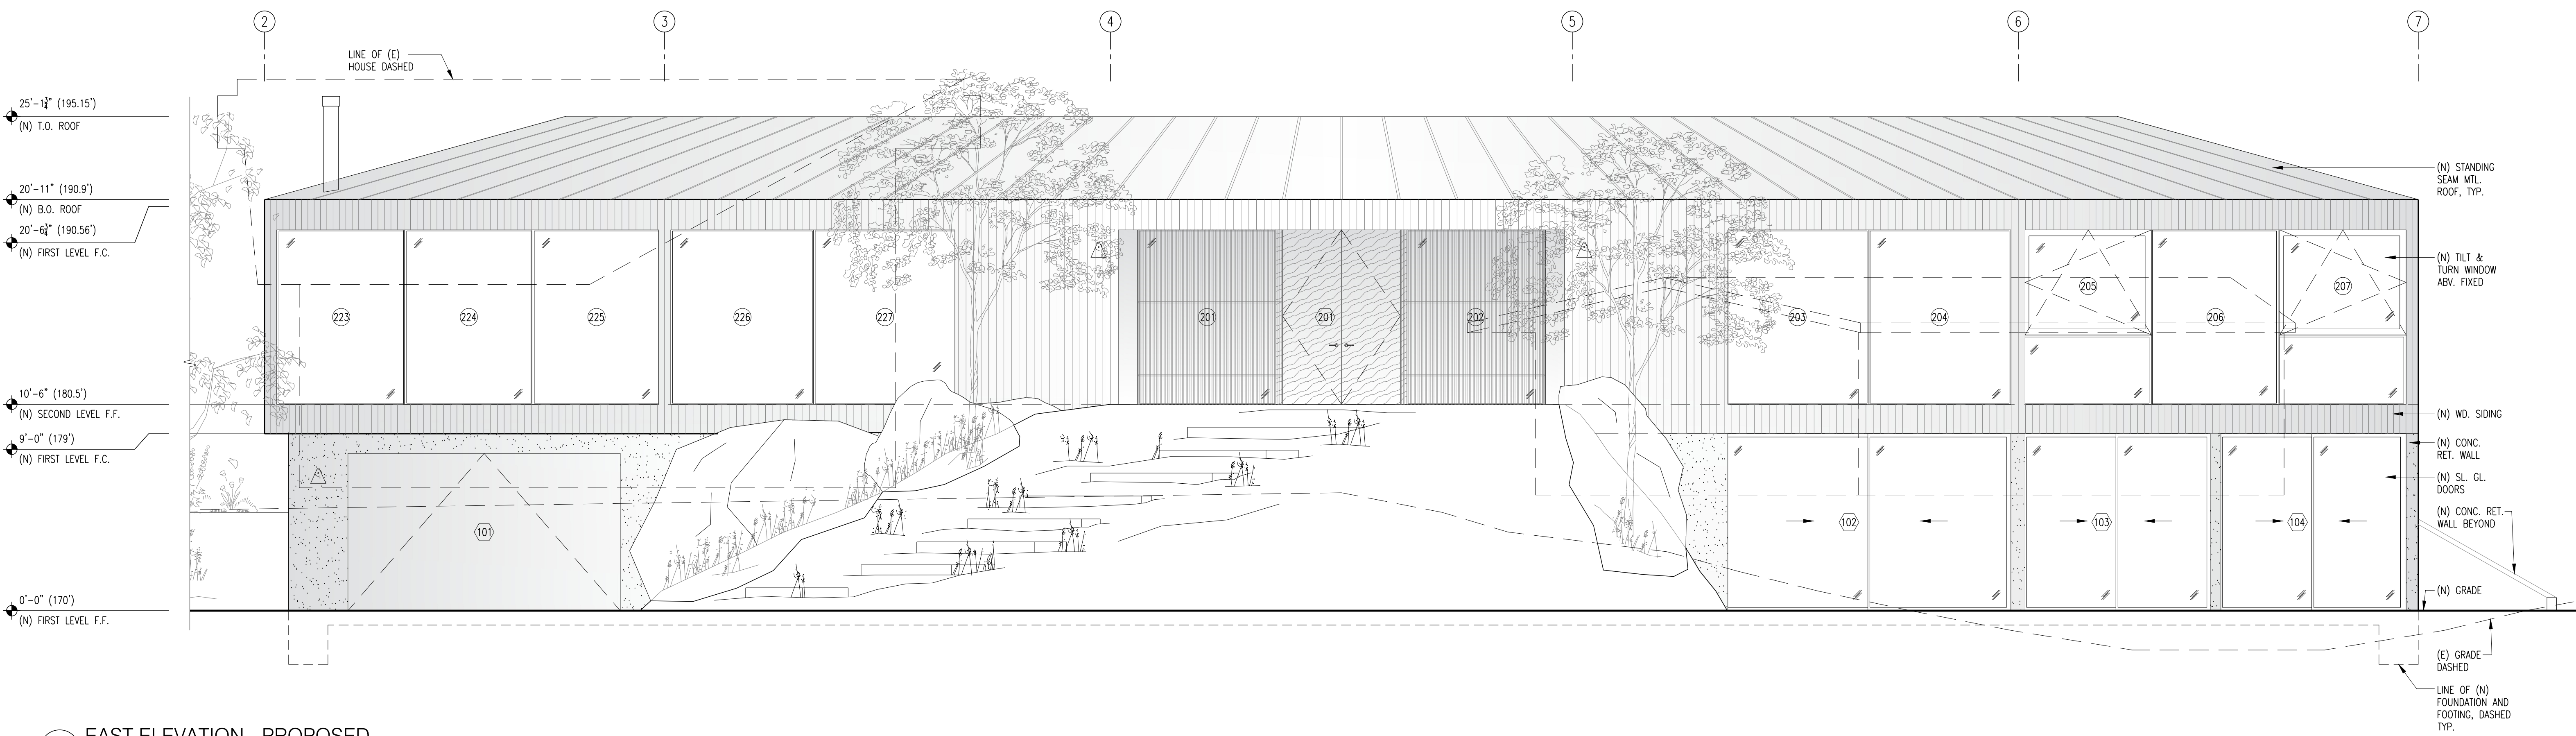 2
3
4
5
6
7
LINE OF (E)
HOUSE DASHED
25'-1¾" (195.15')
(N) T.O. ROOF
20'-11" (190.9')
(N) B.O. ROOF
20'-6¾" (190.56')
(N) FIRST LEVEL F.C.
10'-6" (180.5')
(N) SECOND LEVEL F.F.
9'-0" (179')
(N) FIRST LEVEL F.C.
0'-0" (170')
(N) FIRST LEVEL F.F.
223
224
225
226
227
201
201
202
203
204
205
206
207
101
102
103
104
(N) STANDING
SEAM MTL.
ROOF, TYP.
(N) TILT &
TURN WINDOW
ABV. FIXED
(N) WD. SIDING
(N) CONC.
RET. WALL
(N) SL. GL.
DOORS
(N) CONC. RET.
WALL BEYOND
(N) GRADE
(E) GRADE
DASHED
LINE OF (N)
FOUNDATION AND
FOOTING, DASHED
TYP.
EAST ELEVATION - PROPOSED